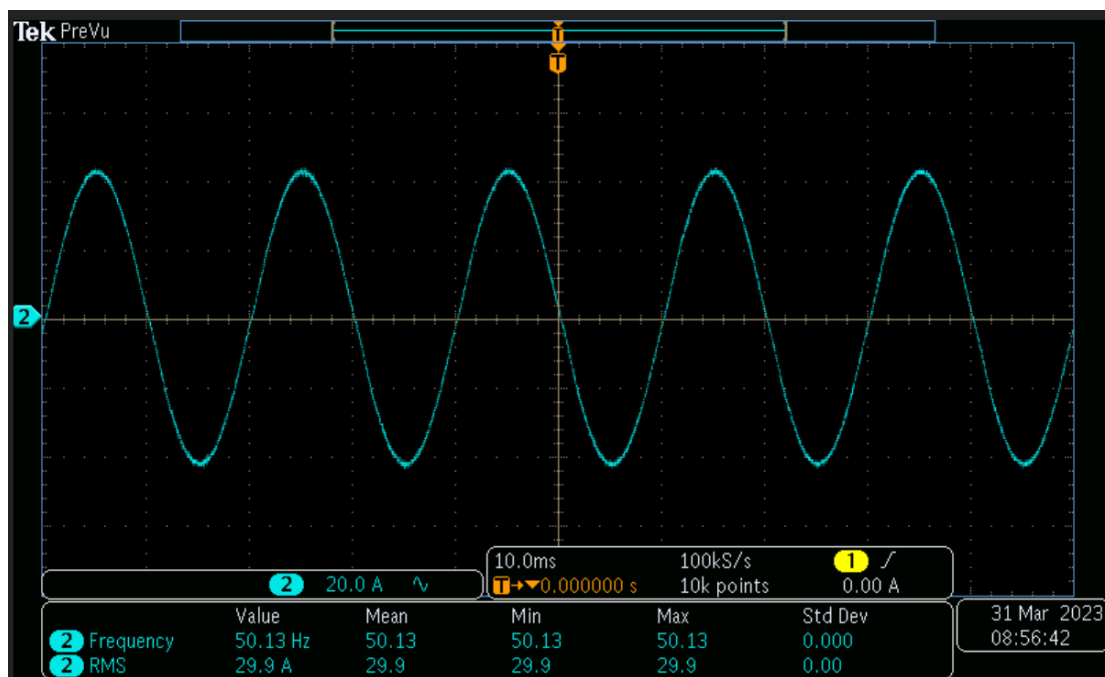 Tek PreVu
T
T
2
10.0ms 100kS/s 1
2 20.0 A T→▼0.000000 s 10k points 0.00 A
Value Mean Min Max Std Dev
2 Frequency 50.13 Hz 50.13 50.13 50.13 0.000
2 RMS 29.9 A 29.9 29.9 29.9 0.00
31 Mar 2023
08:56:42